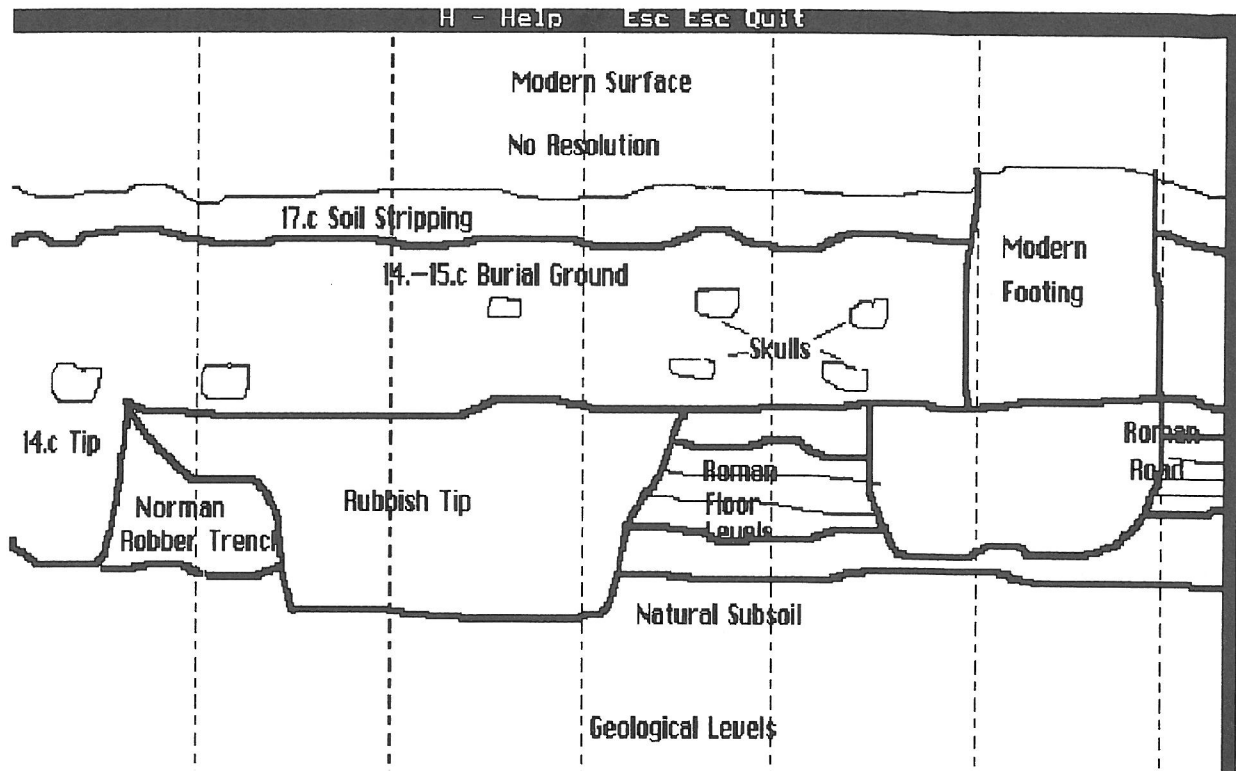 H - Help Esc Esc Quit
Modern Surface
No Resolution
17.c Soil Stripping
14.-15.c Burial Ground
Modern
Footing
Skulls
14.c Tip
Norman
Robber Trench
Rubbish Tip
Roman
Floor
Levels
Roman
Road
Natural Subsoil
Geological Levels